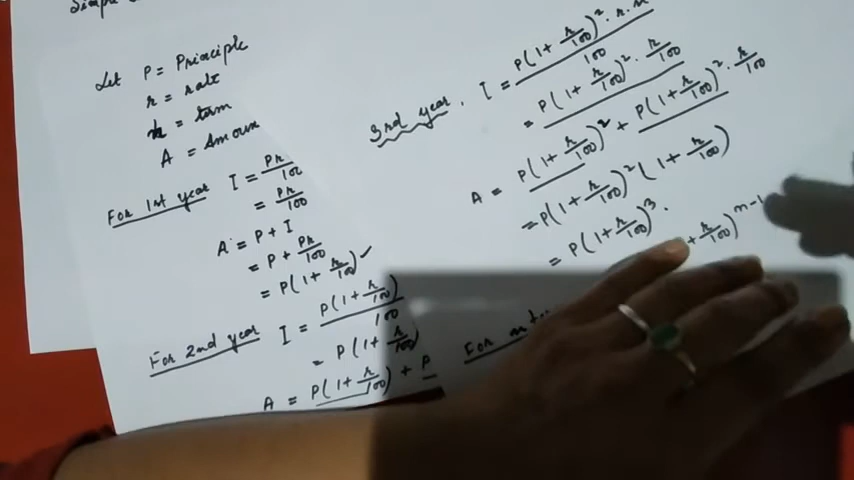 Simple
Let P = Principle
r = rate
n = term
A = Amoun
For 1st year I = Pr/100
= Pr/100
A = P + I
= P + Pr/100
= P(1 + r/100) ✓
For 2nd year I = P(1 + r/100)/100
= P(1 + r/100)
A = P(1 + r/100) + P
3rd year. I = P(1 + r/100)². r. n/100
= P(1 + r/100)². r/100
A = P(1 + r/100)² + P(1 + r/100)². r/100
= P(1 + r/100)² (1 + r/100)
= P(1 + r/100)³.
+ r/100)ⁿ⁻¹
For